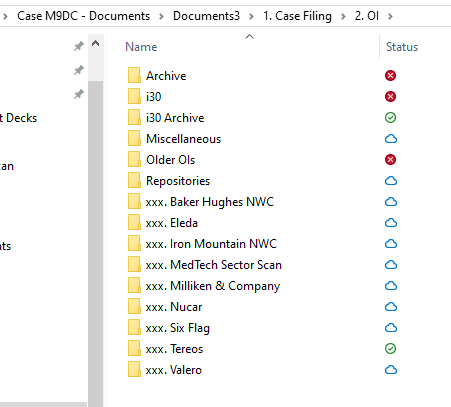 Case M9DC - Documents > Documents3 > 1. Case Filing > 2. OI >
Name Status
Archive
i30
t Decks
i30 Archive
Miscellaneous
an
Older OIs
Repositories
xxx. Baker Hughes NWC
xxx. Eleda
nts
xxx. Iron Mountain NWC
xxx. MedTech Sector Scan
xxx. Milliken & Company
xxx. Nucar
xxx. Six Flag
xxx. Tereos
xxx. Valero